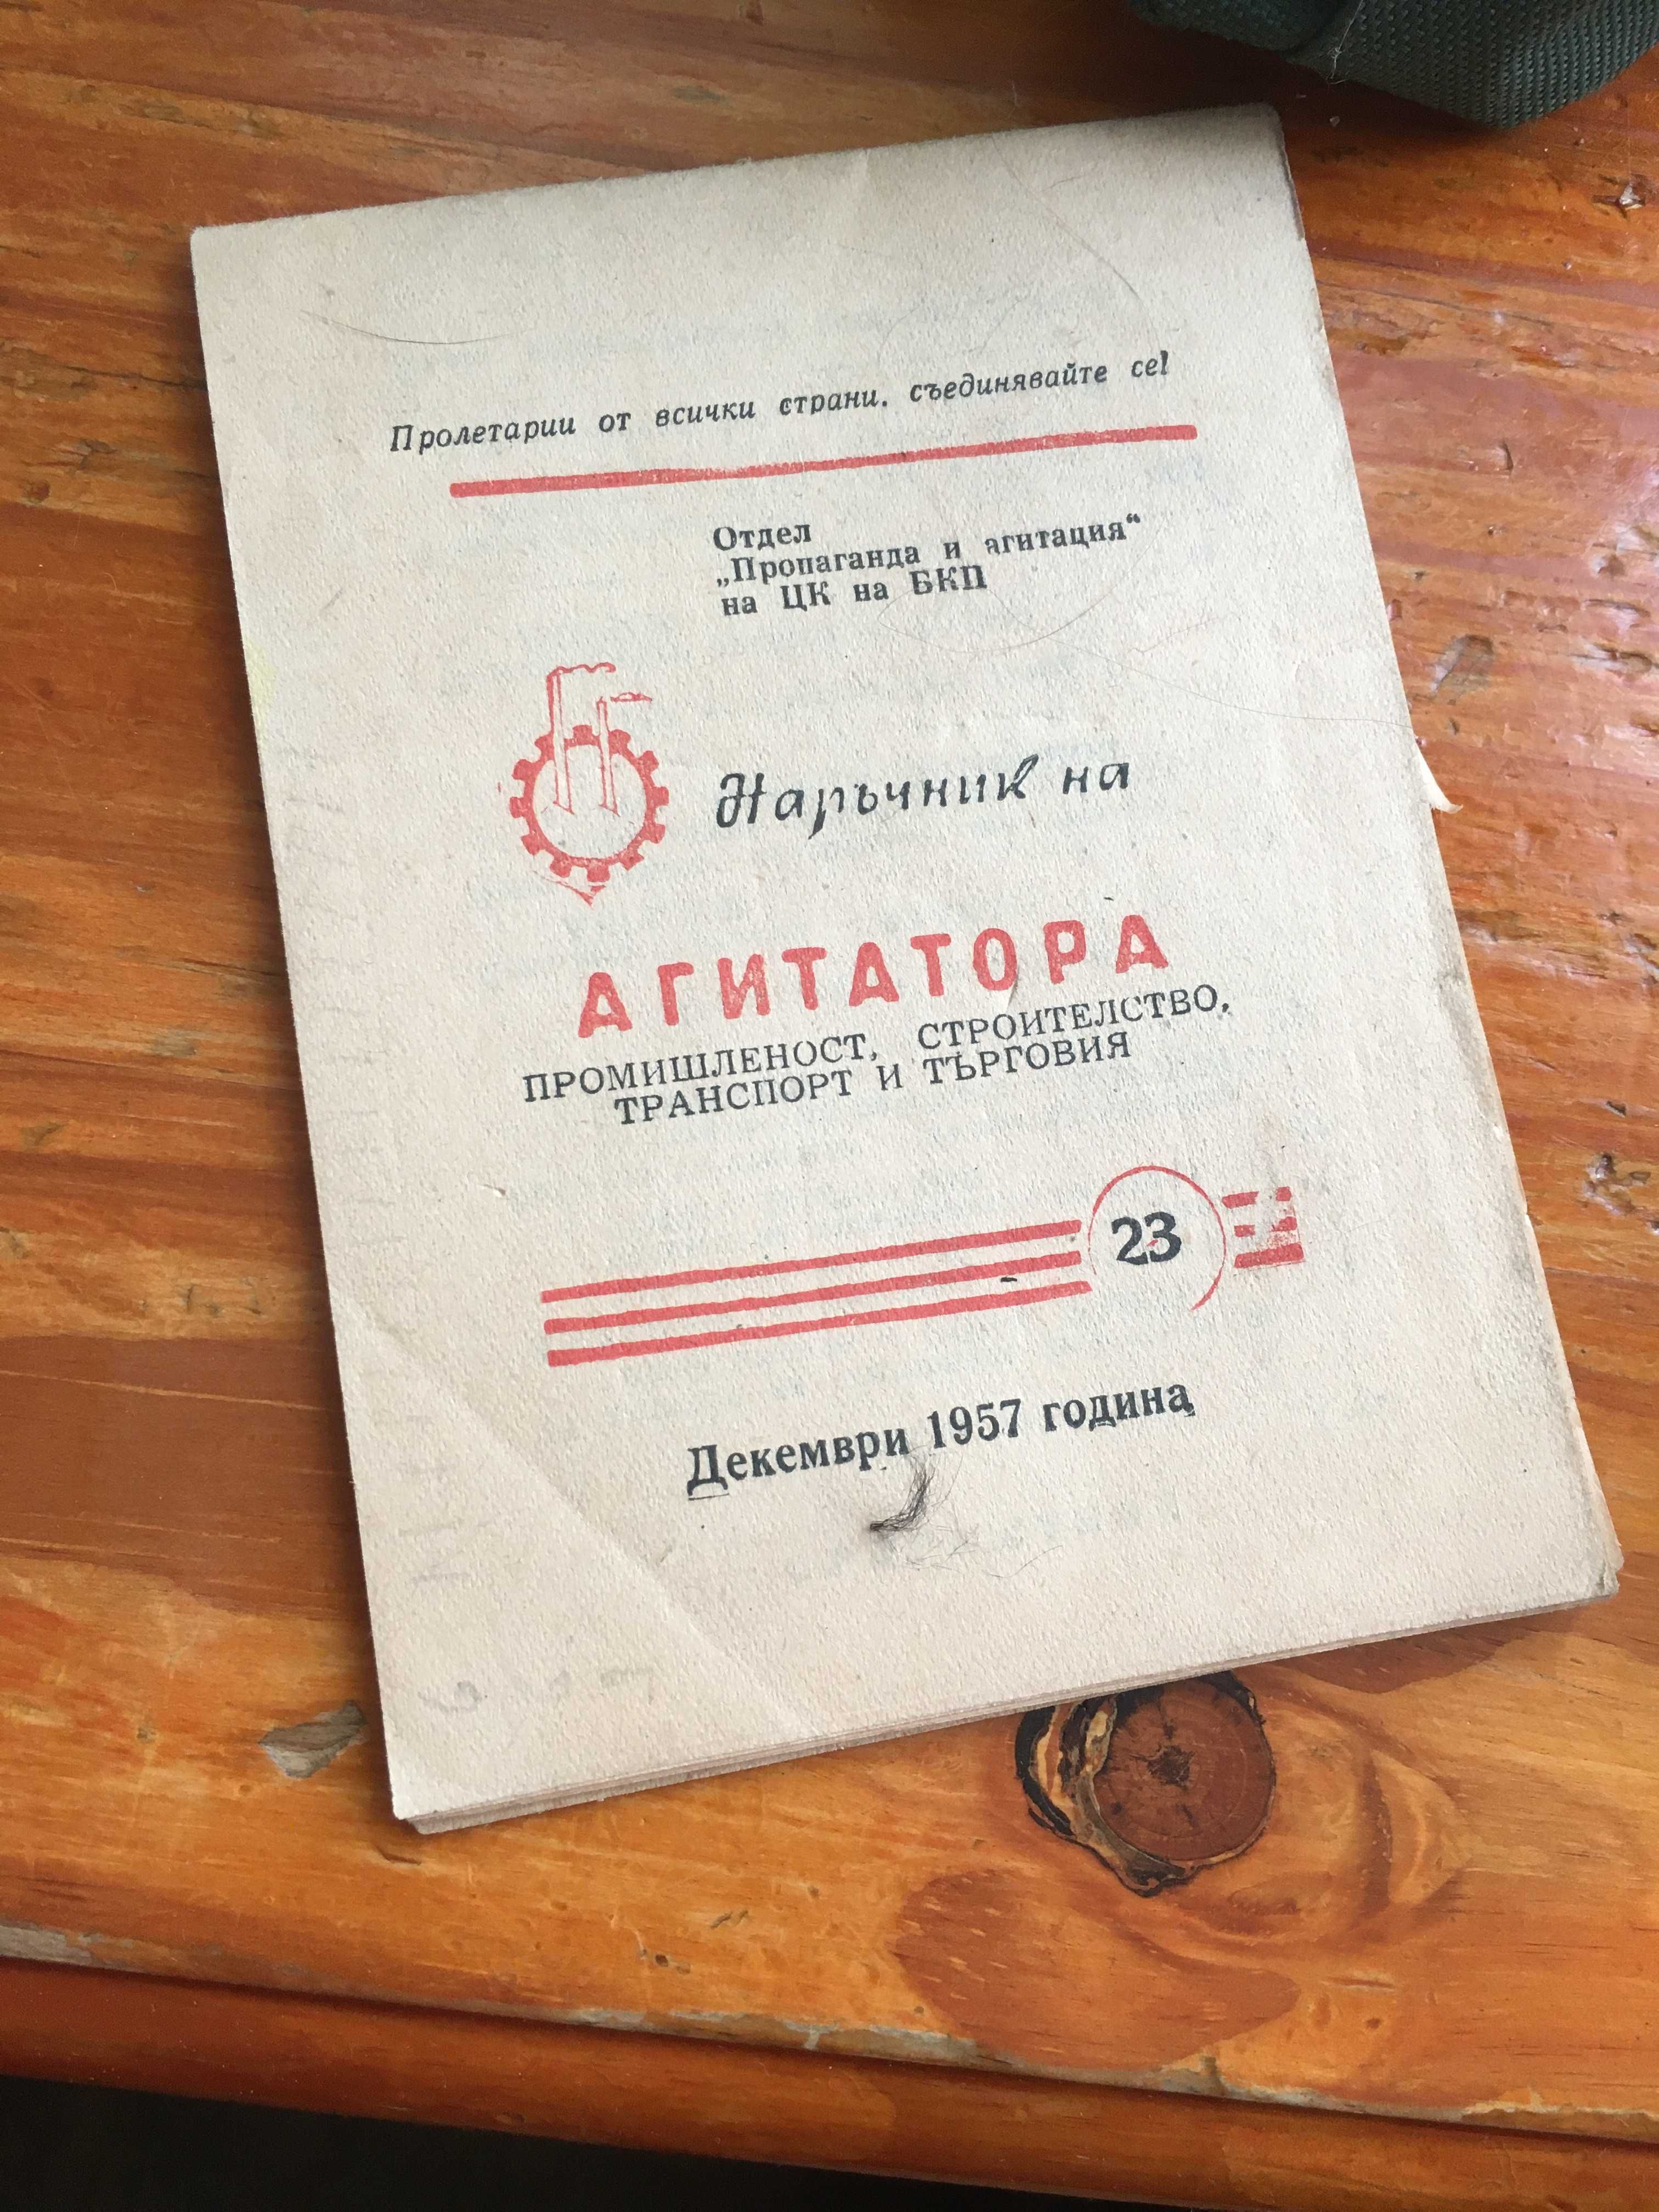 Пролетарии от всички страни, съединявайте се!
Отдел
„Пропаганда и агитация“
на ЦК на БКП
Наръчник на
АГИТАТОРА
ПРОМИШЛЕНОСТ, СТРОИТЕЛСТВО,
ТРАНСПОРТ И ТЪРГОВИЯ
23
Декември 1957 година